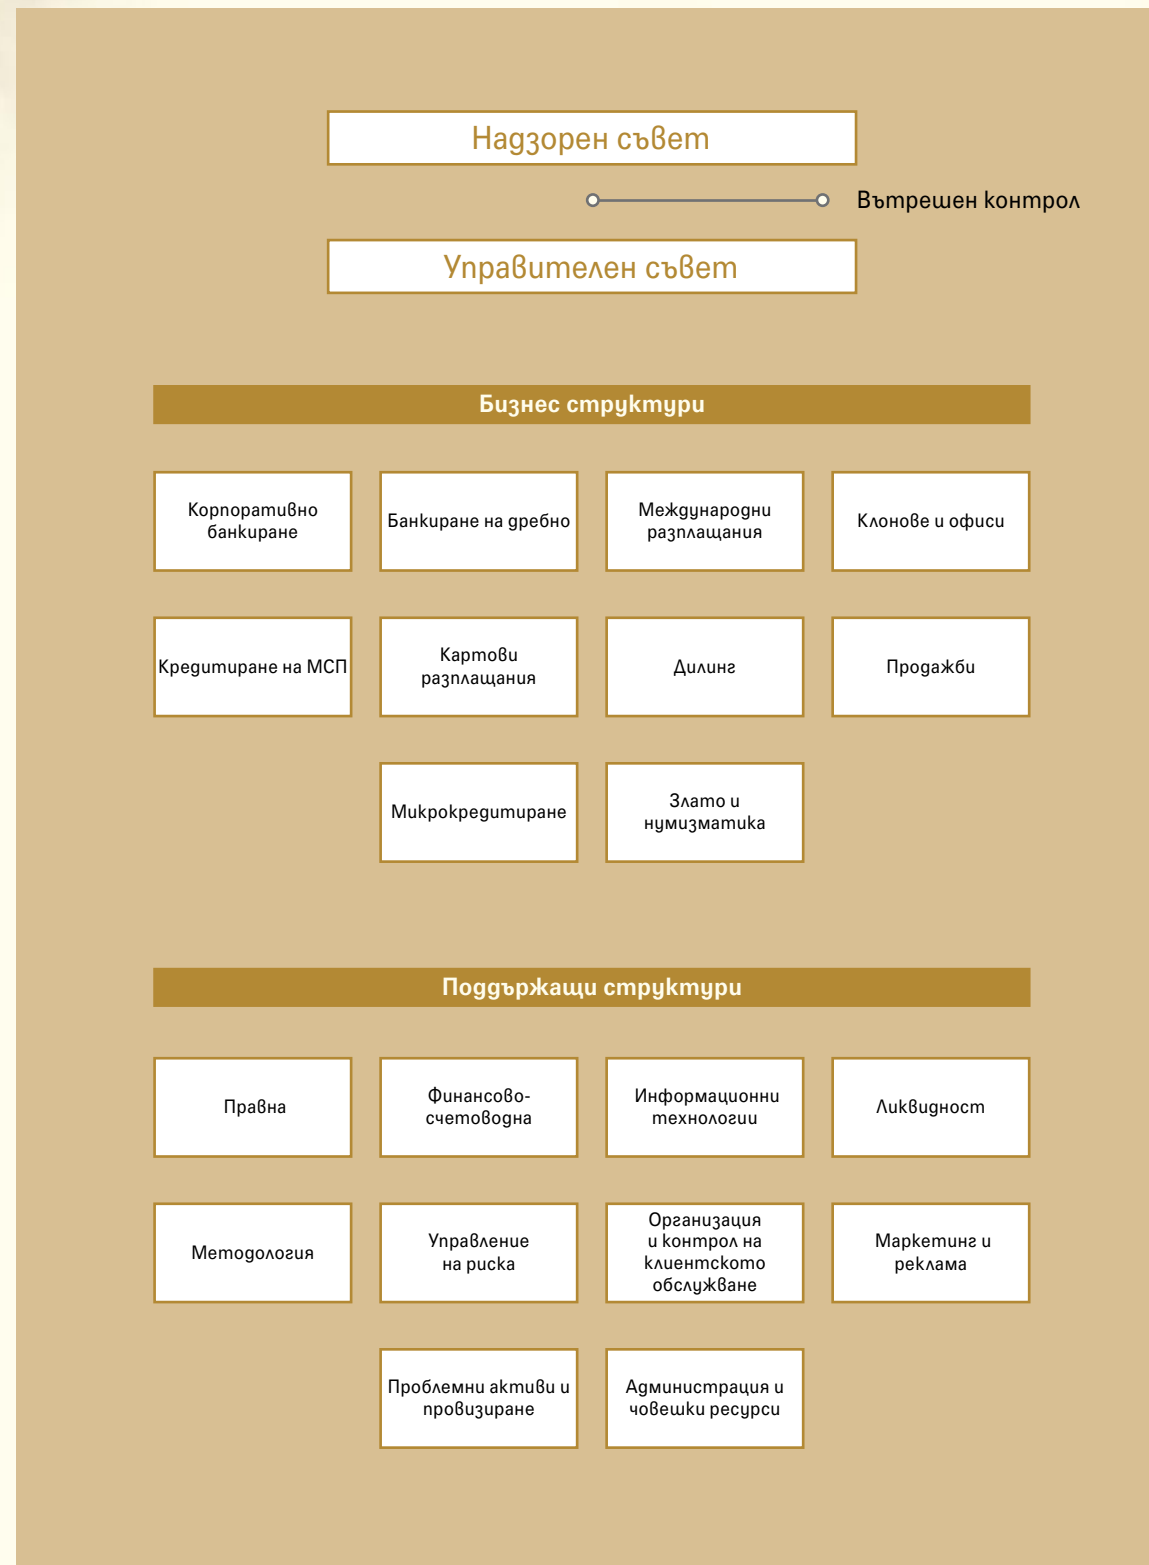 Надзорен съвет
Вътрешен контрол
Управителен съвет
Бизнес структури
Корпоративно
банкиране
Банкиране на дребно
Международни
разплащания
Клонове и офиси
Кредитиране на МСП
Картови
разплащания
Дилинг
Продажби
Микрокредитиране
Злато и
нумизматика
Поддържащи структури
Правна
Финансово-
счетоводна
Информационни
технологии
Ликвидност
Методология
Управление
на риска
Организация
и контрол на
клиентското
обслужване
Маркетинг и
реклама
Проблемни активи и
провизиране
Администрация и
човешки ресурси